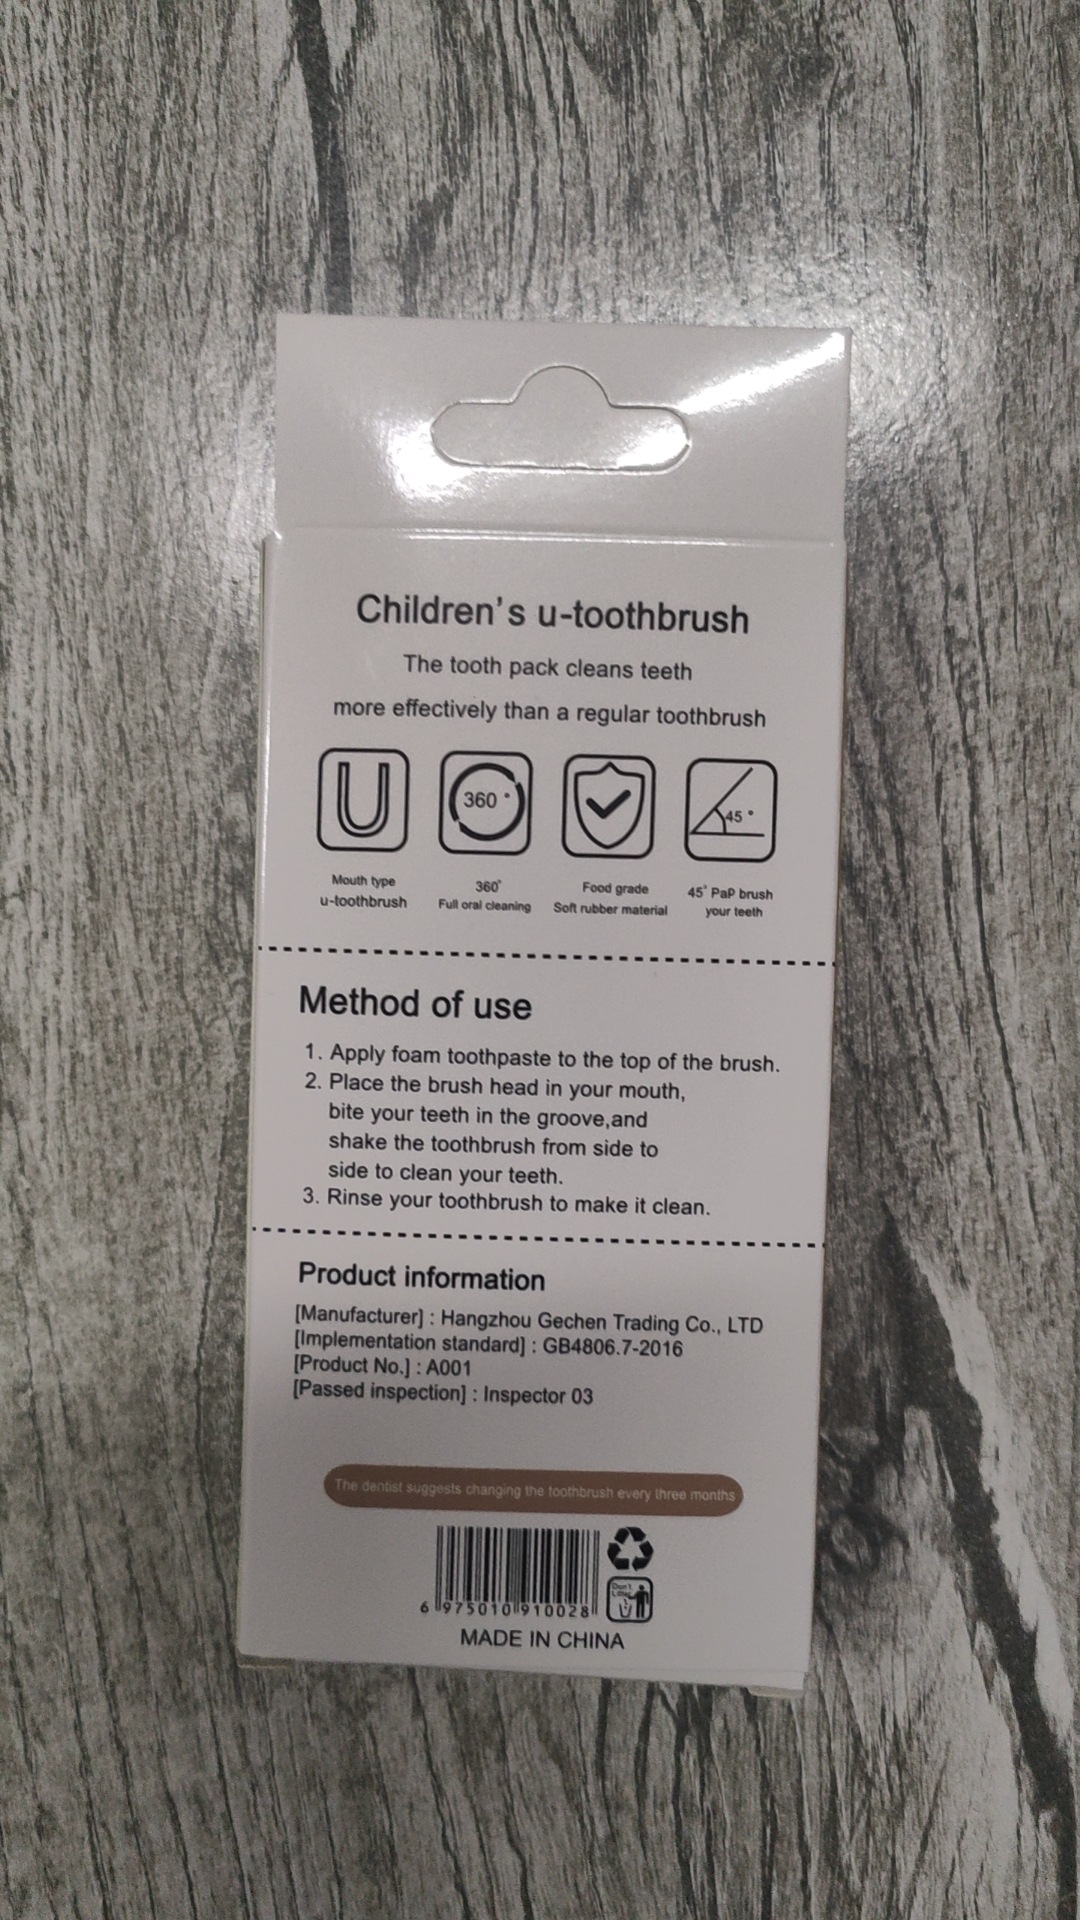 Children's u-toothbrush
The tooth pack cleans teeth
more effectively than a regular toothbrush
360°
45°
Mouth type
u-toothbrush
360°
Full oral cleaning
Food grade
Soft rubber material
45° PaP brush
your teeth
Method of use
1. Apply foam toothpaste to the top of the brush.
2. Place the brush head in your mouth,
bite your teeth in the groove,and
shake the toothbrush from side to
side to clean your teeth.
3. Rinse your toothbrush to make it clean.
Product information
[Manufacturer] : Hangzhou Gechen Trading Co., LTD
[Implementation standard] : GB4806.7-2016
[Product No.] : A001
[Passed inspection] : Inspector 03
The dentist suggests changing the toothbrush every three months
Don't
Litter
6 975010 910028
MADE IN CHINA